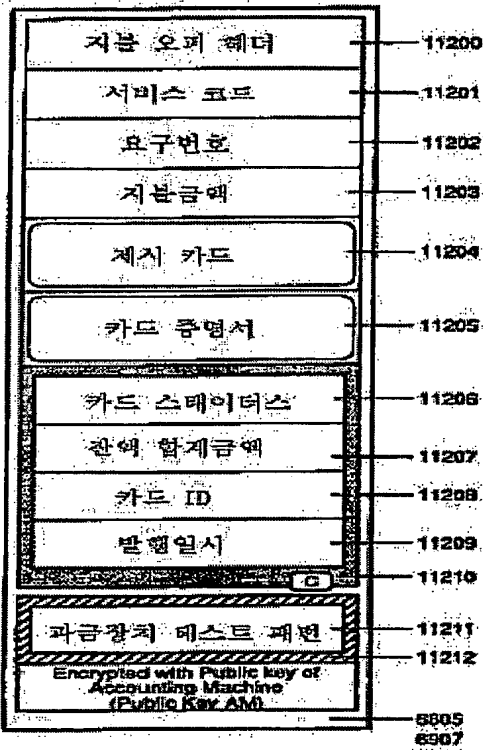 지불 오퍼 헤더 11200
서비스 코드 11201
요구번호 11202
지불금액 11203
제시 카드 11204
카드 증명서 11205
카드 스테이터스 11206
잔액 합계금액 11207
카드 ID 11208
발행일시 11209
C 11210
과금장치 테스트 패턴 11211
11212
Encrypted with Public key of
Accounting Machine
(Public Key AM)
6805
6907